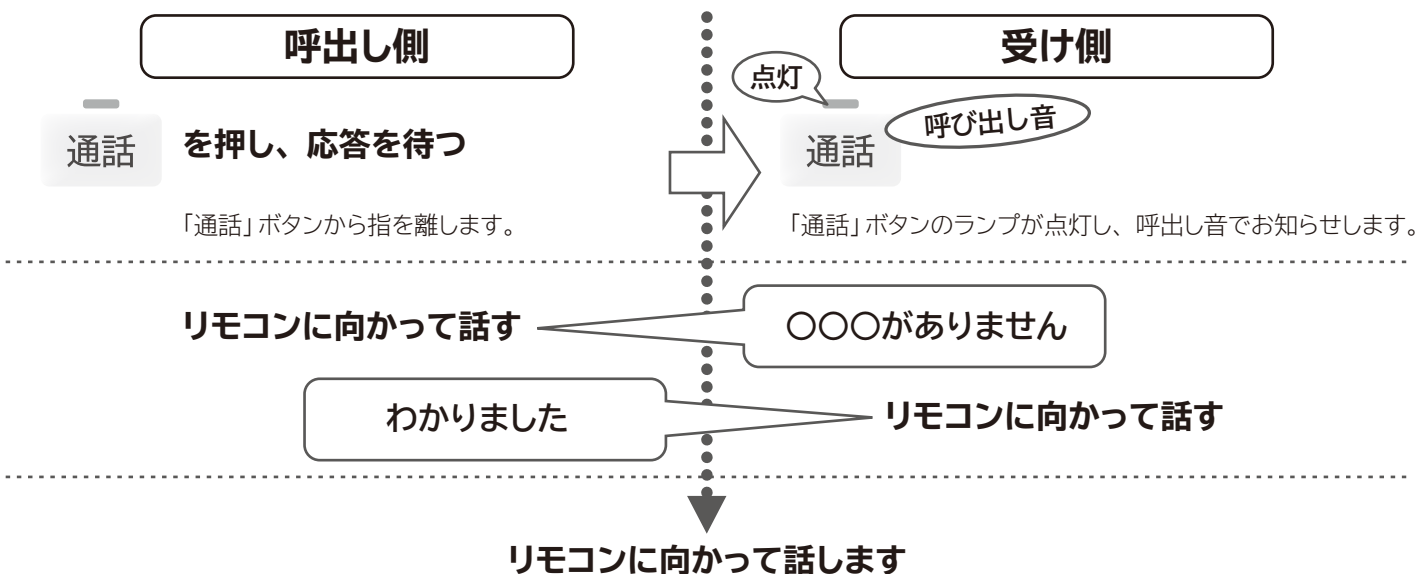 呼出し側
受け側
点灯
通話
を押し、応答を待つ
通話
呼び出し音
「通話」ボタンから指を離します。
「通話」ボタンのランプが点灯し、呼出し音でお知らせします。
リモコンに向かって話す
○○○がありません
わかりました
リモコンに向かって話す
リモコンに向かって話します